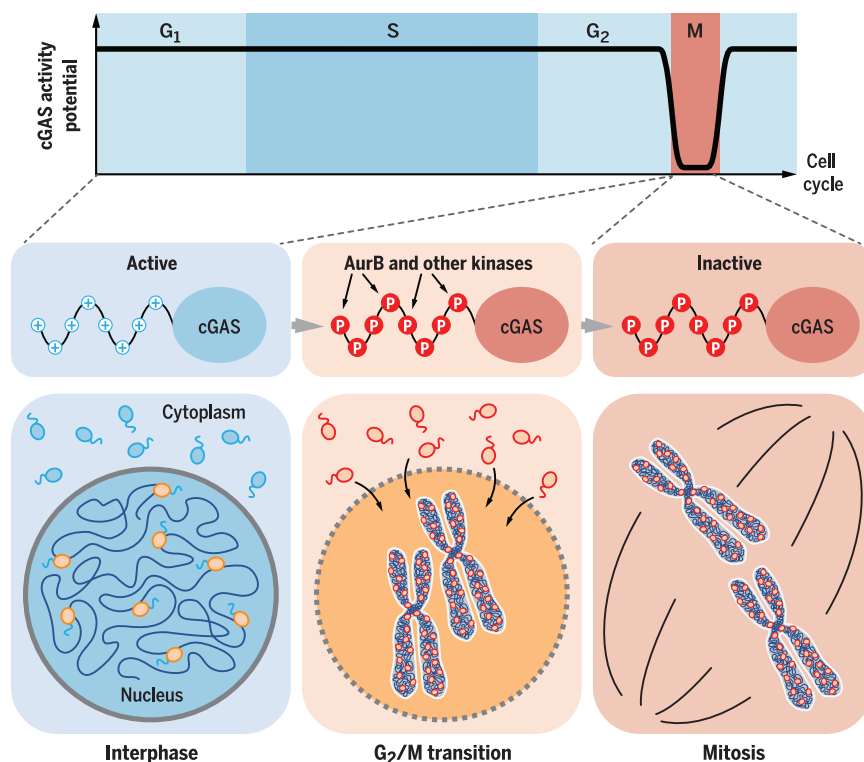 cGAS activity
potential
G₁ S G₂ M
Cell
cycle
Active
+ + + + + + +
cGAS
AurB and other kinases
P P P P P P P
cGAS
Inactive
P P P P P P P
cGAS
Cytoplasm
Nucleus
Interphase
G₂/M transition
Mitosis